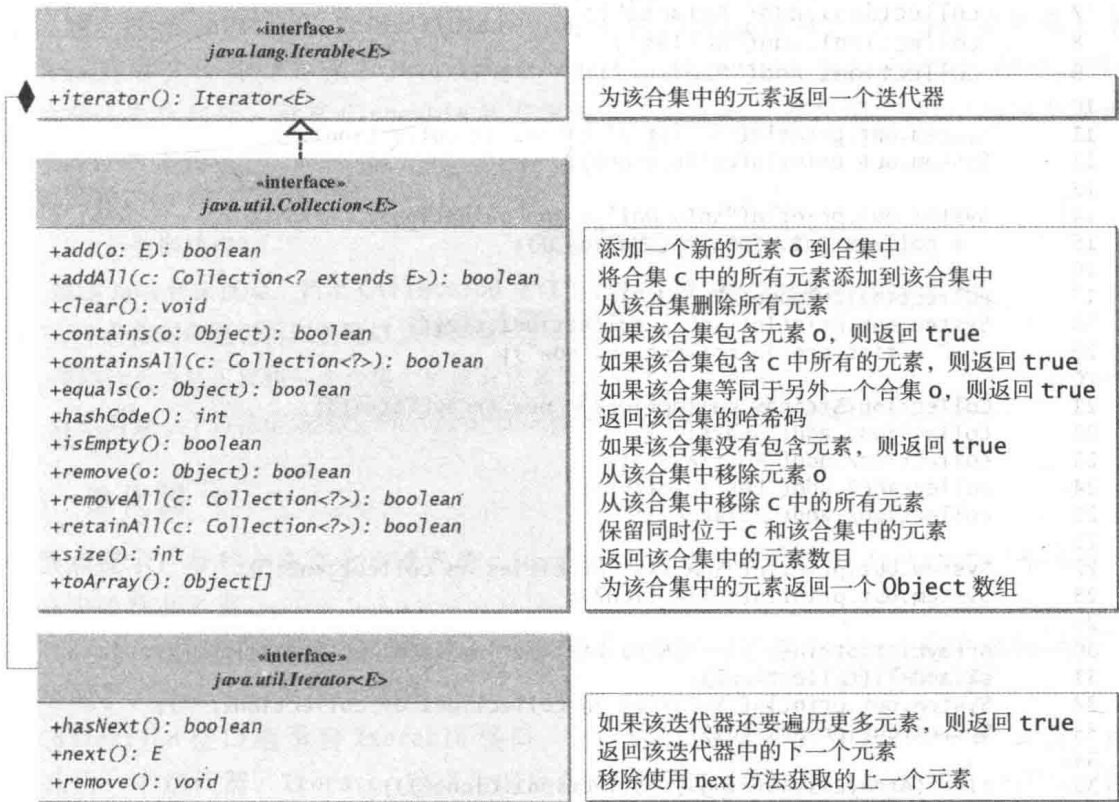 «interface»
java.lang.Iterable<E>
+iterator(): Iterator<E>
为该合集中的元素返回一个迭代器
«interface»
java.util.Collection<E>
+add(o: E): boolean
+addAll(c: Collection<? extends E>): boolean
+clear(): void
+contains(o: Object): boolean
+containsAll(c: Collection<?>): boolean
+equals(o: Object): boolean
+hashCode(): int
+isEmpty(): boolean
+remove(o: Object): boolean
+removeAll(c: Collection<?>): boolean
+retainAll(c: Collection<?>): boolean
+size(): int
+toArray(): Object[]
添加一个新的元素 o 到合集中
将合集 c 中的所有元素添加到该合集中
从该合集删除所有元素
如果该合集包含元素 o，则返回 true
如果该合集包含 c 中所有的元素，则返回 true
如果该合集等同于另外一个合集 o，则返回 true
返回该合集的哈希码
如果该合集没有包含元素，则返回 true
从该合集中移除元素 o
从该合集中移除 c 中的所有元素
保留同时位于 c 和该合集中的元素
返回该合集中的元素数目
为该合集中的元素返回一个 Object 数组
«interface»
java.util.Iterator<E>
+hasNext(): boolean
+next(): E
+remove(): void
如果该迭代器还要遍历更多元素，则返回 true
返回该迭代器中的下一个元素
移除使用 next 方法获取的上一个元素